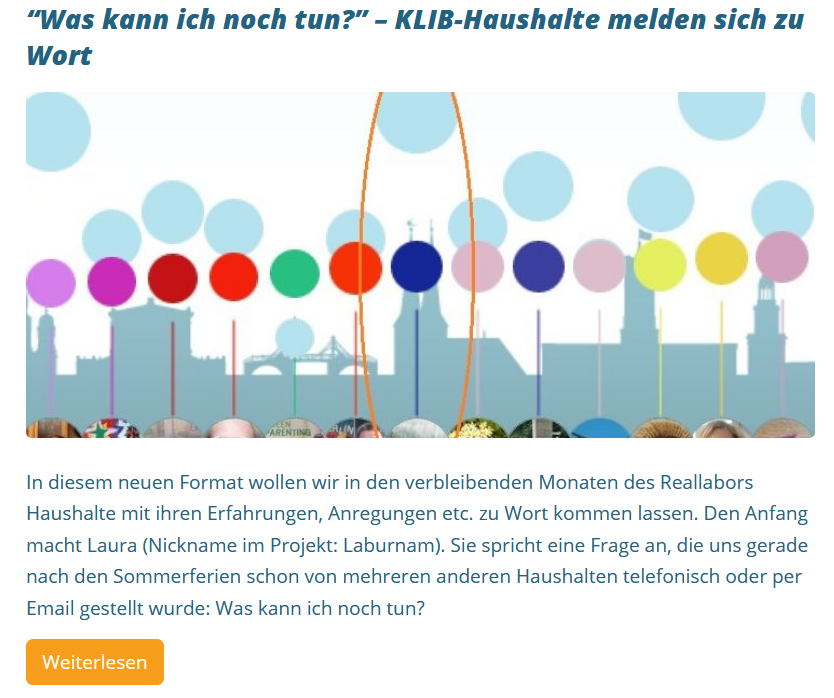 “Was kann ich noch tun?” – KLIB-Haushalte melden sich zu
Wort
EEN
ARENTING
In diesem neuen Format wollen wir in den verbleibenden Monaten des Reallabors
Haushalte mit ihren Erfahrungen, Anregungen etc. zu Wort kommen lassen. Den Anfang
macht Laura (Nickname im Projekt: Laburnam). Sie spricht eine Frage an, die uns gerade
nach den Sommerferien schon von mehreren anderen Haushalten telefonisch oder per
Email gestellt wurde: Was kann ich noch tun?
Weiterlesen